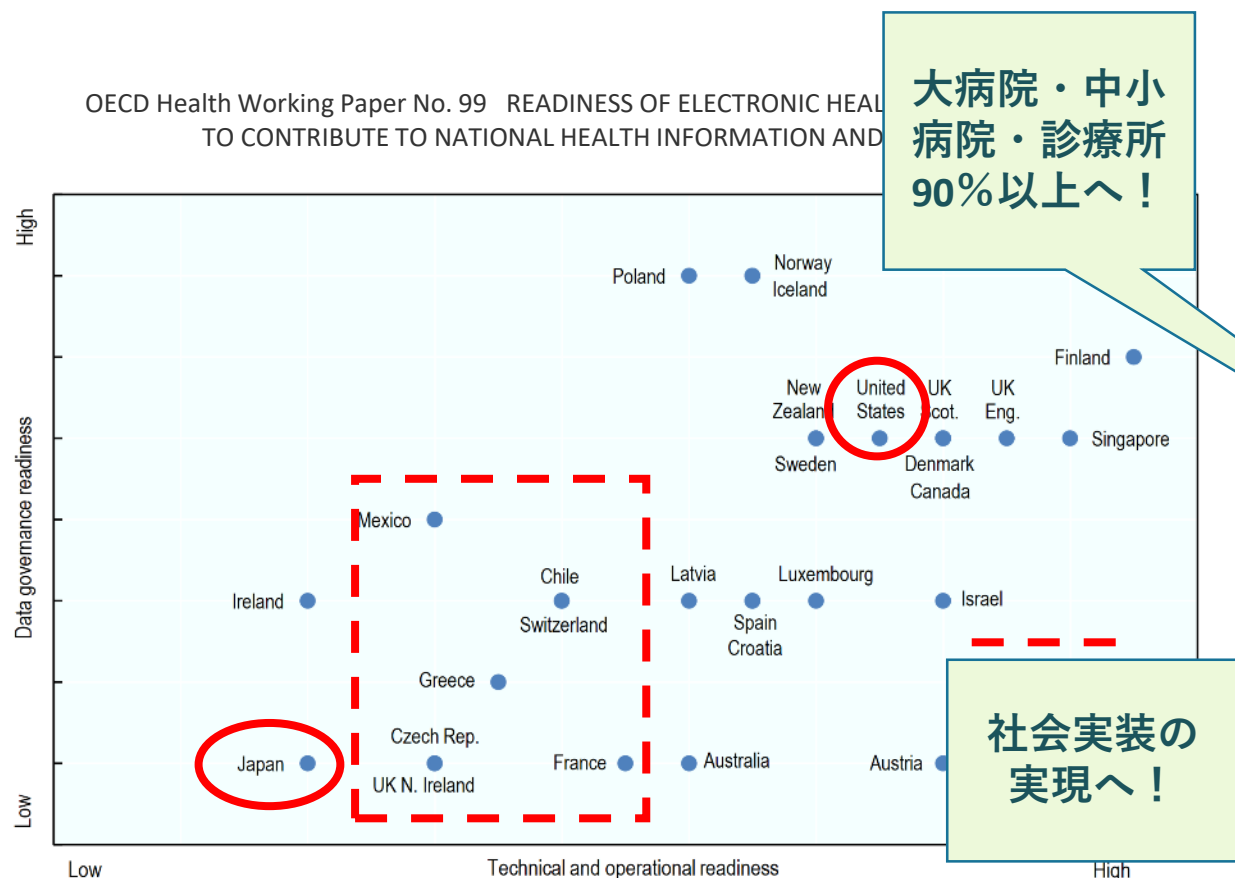 OECD Health Working Paper No. 99 READINESS OF ELECTRONIC HEAL
TO CONTRIBUTE TO NATIONAL HEALTH INFORMATION AND
大病院・中小
病院・診療所
90%以上へ!
High
Data governance readiness
Low
Poland
Norway
Iceland
Finland
New
Zealand
United
States
UK
Scot.
UK
Eng.
Singapore
Sweden
Denmark
Canada
Mexico
Ireland
Chile
Switzerland
Latvia
Luxembourg
Spain
Croatia
Israel
Greece
Japan
Czech Rep.
UK N. Ireland
France
Australia
Austria
社会実装の
実現へ!
Low
Technical and operational readiness
High